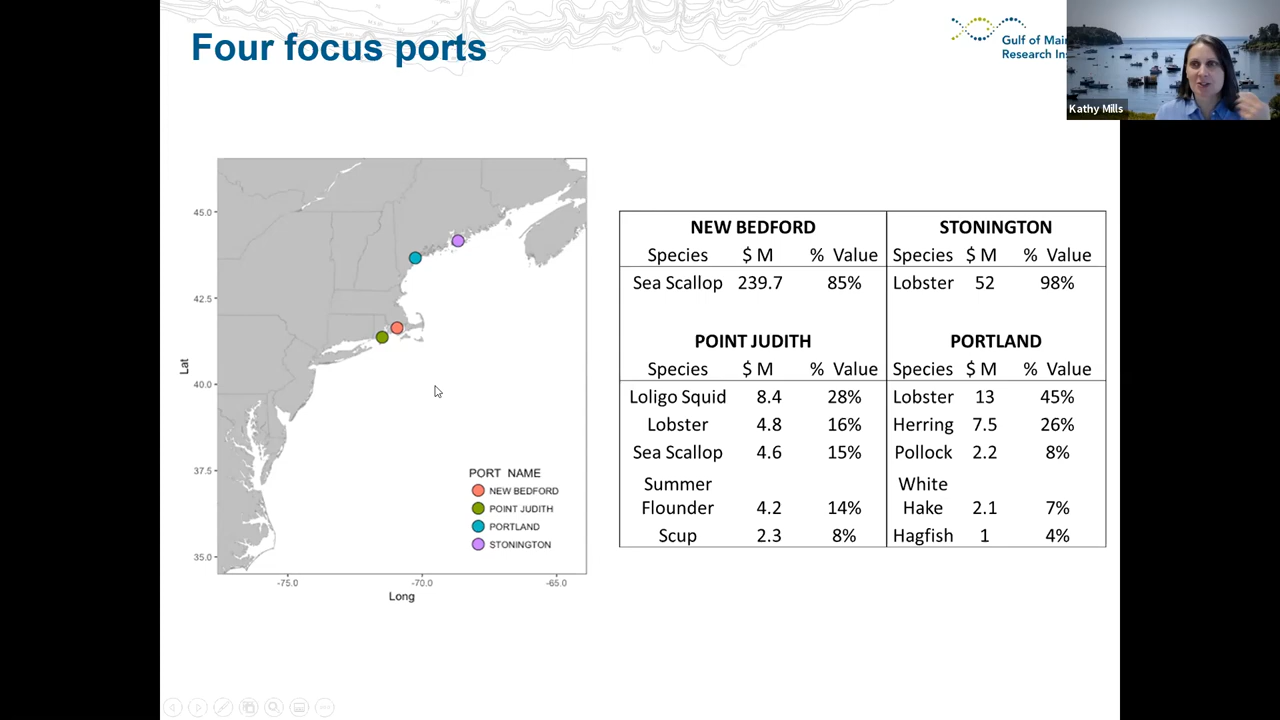 Four focus ports
Gulf of Main
Research Ins
Kathy Mills
45.0
42.5
40.0
37.5
35.0
Lat
-75.0 -70.0 -65.0
Long
PORT NAME
NEW BEDFORD
POINT JUDITH
PORTLAND
STONINGTON
NEW BEDFORD STONINGTON
Species $ M % Value Species $ M % Value
Sea Scallop 239.7 85% Lobster 52 98%
POINT JUDITH PORTLAND
Species $ M % Value Species $ M % Value
Loligo Squid 8.4 28% Lobster 13 45%
Lobster 4.8 16% Herring 7.5 26%
Sea Scallop 4.6 15% Pollock 2.2 8%
Summer White
Flounder 4.2 14% Hake 2.1 7%
Scup 2.3 8% Hagfish 1 4%